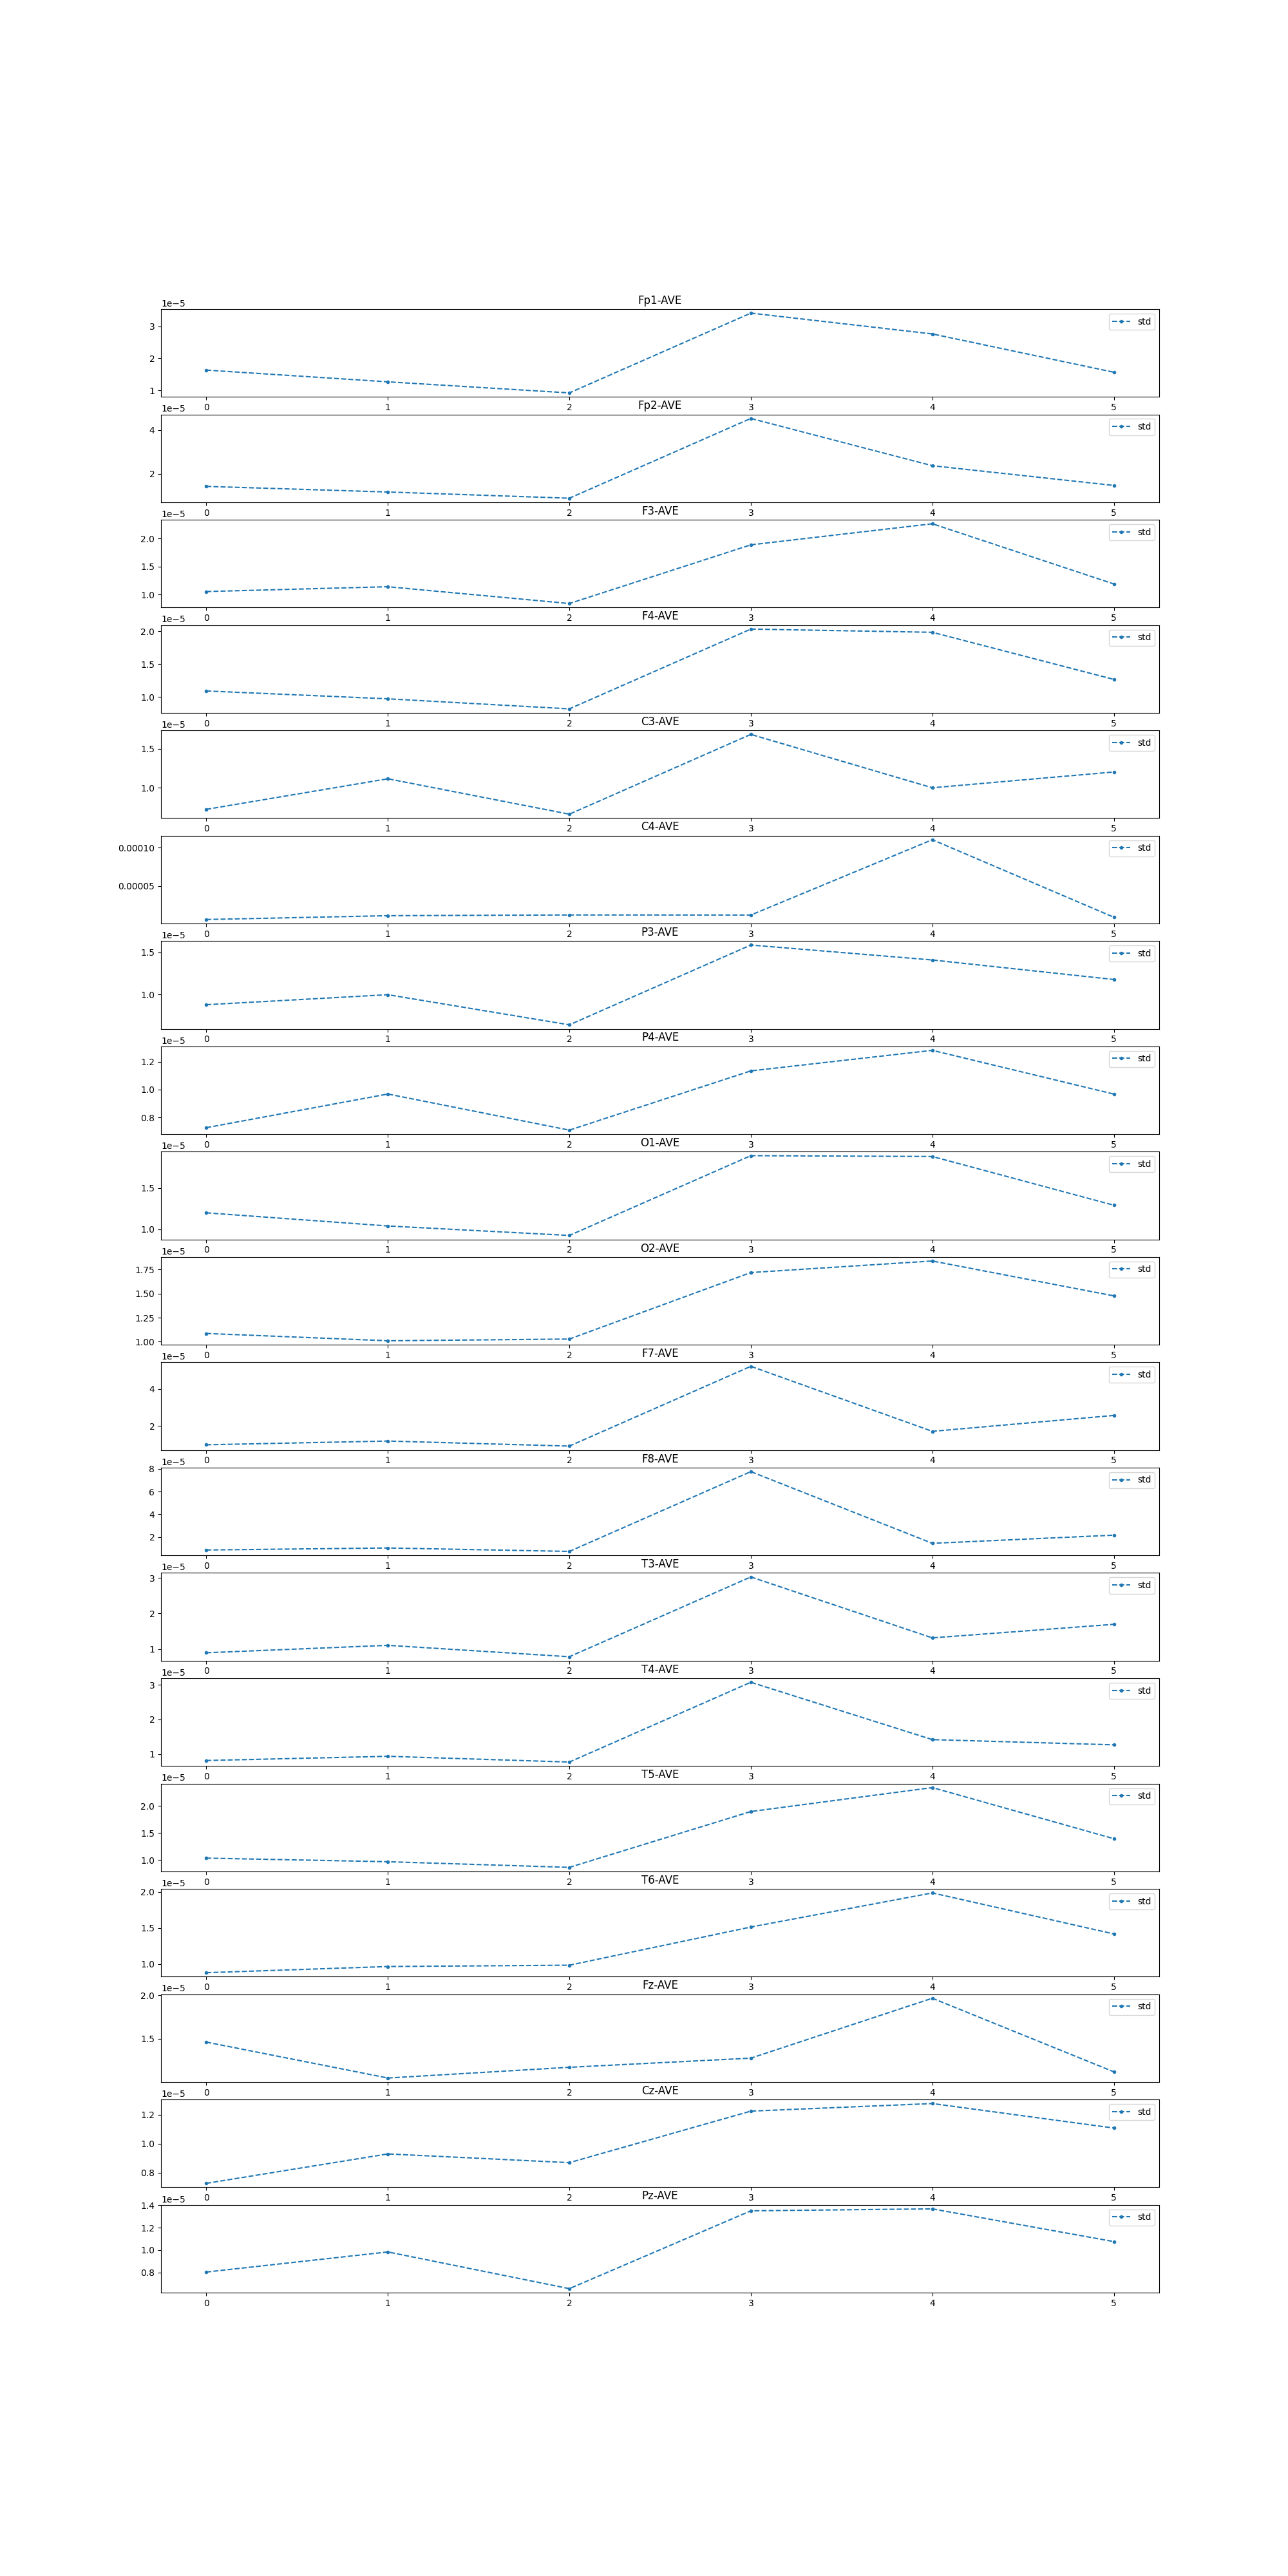 Fp1-AVE
1e−5
3
2
1
std
0 1 2 3 4 5
Fp2-AVE
1e−5
4
2
std
0 1 2 3 4 5
F3-AVE
1e−5
2.0
1.5
1.0
std
0 1 2 3 4 5
F4-AVE
1e−5
2.0
1.5
1.0
std
0 1 2 3 4 5
C3-AVE
1e−5
1.5
1.0
std
0 1 2 3 4 5
C4-AVE
0.00010
0.00005
std
0 1 2 3 4 5
P3-AVE
1e−5
1.5
1.0
std
0 1 2 3 4 5
P4-AVE
1e−5
1.2
1.0
0.8
std
0 1 2 3 4 5
O1-AVE
1e−5
1.5
1.0
std
0 1 2 3 4 5
O2-AVE
1e−5
1.75
1.50
1.25
1.00
std
0 1 2 3 4 5
F7-AVE
1e−5
4
2
std
0 1 2 3 4 5
F8-AVE
1e−5
8
6
4
2
std
0 1 2 3 4 5
T3-AVE
1e−5
3
2
1
std
0 1 2 3 4 5
T4-AVE
1e−5
3
2
1
std
0 1 2 3 4 5
T5-AVE
1e−5
2.0
1.5
1.0
std
0 1 2 3 4 5
T6-AVE
1e−5
2.0
1.5
1.0
std
0 1 2 3 4 5
Fz-AVE
1e−5
2.0
1.5
std
0 1 2 3 4 5
Cz-AVE
1e−5
1.2
1.0
0.8
std
0 1 2 3 4 5
Pz-AVE
1e−5
1.4
1.2
1.0
0.8
std
0 1 2 3 4 5